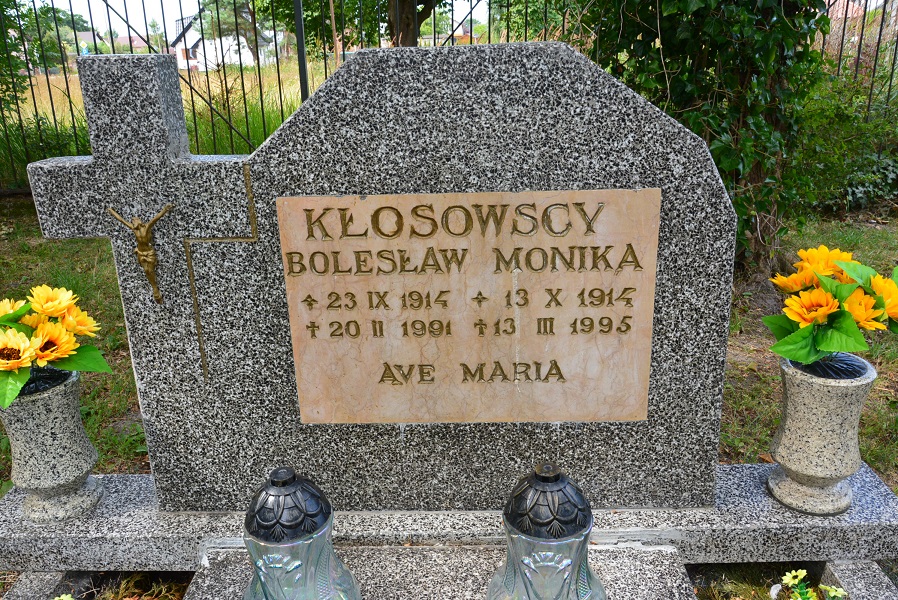 KŁOSOWSCY
BOLESŁAW MONIKA
✦ 23 IX 1914 ✦ 13 X 1914
✝ 20 II 1991 ✝ 13 III 1995
AVE MARIA